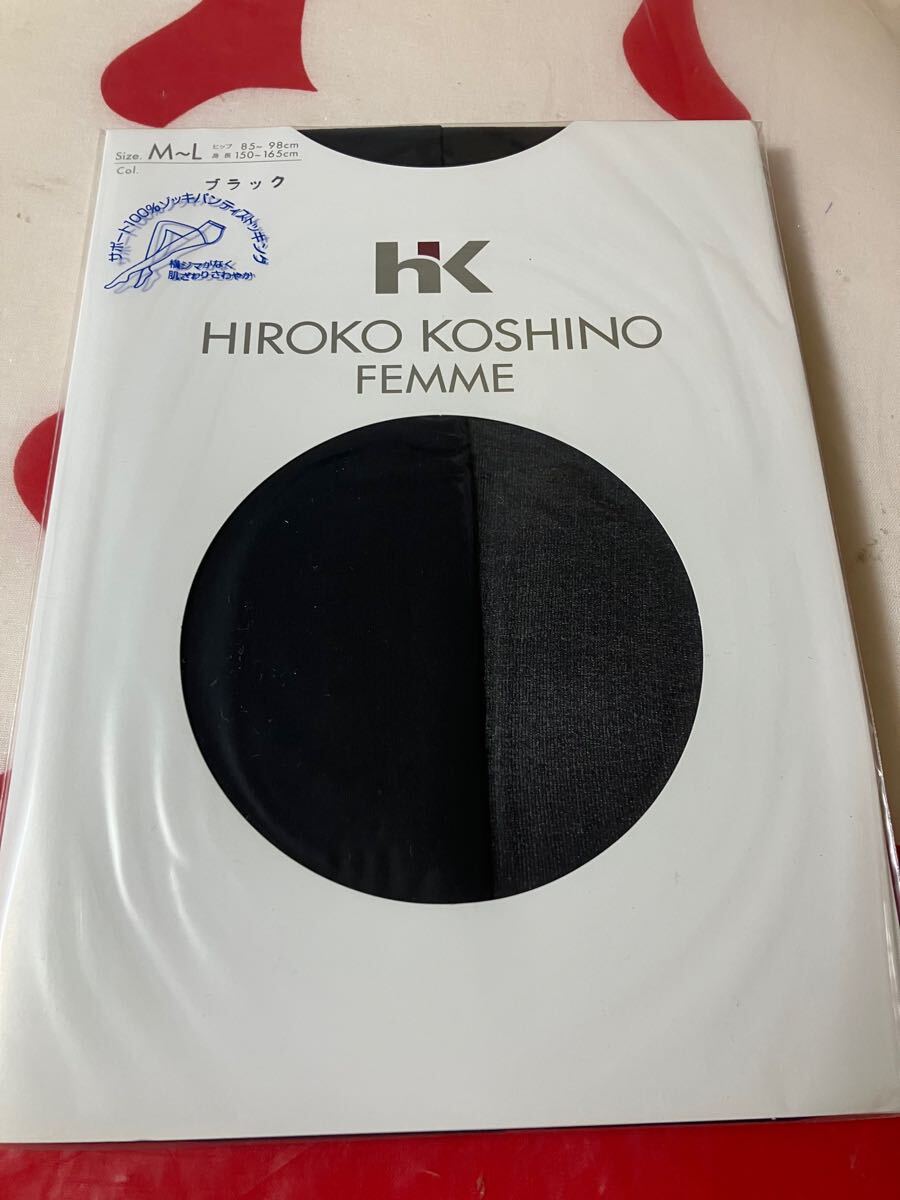 Size. M~L ヒップ 85~ 98cm
身長 150~165cm
Col.
ブラック
サポート100%ゾッキパンティストッキング
横ジマがなく
肌ざわりさわやか
hK
HIROKO KOSHINO
FEMME